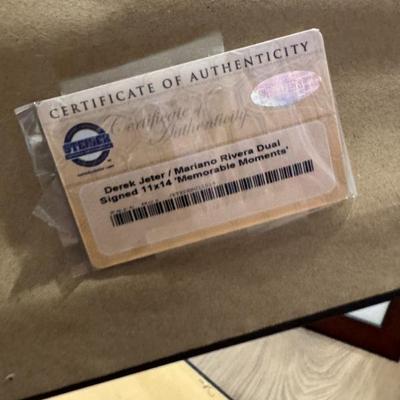 CERTIFICATE OF AUTHENTICITY
Certificate of
Authenticity
STEINER
Derek Jeter / Mariano Rivera Dual
Signed 11x14 'Memorable Moments'